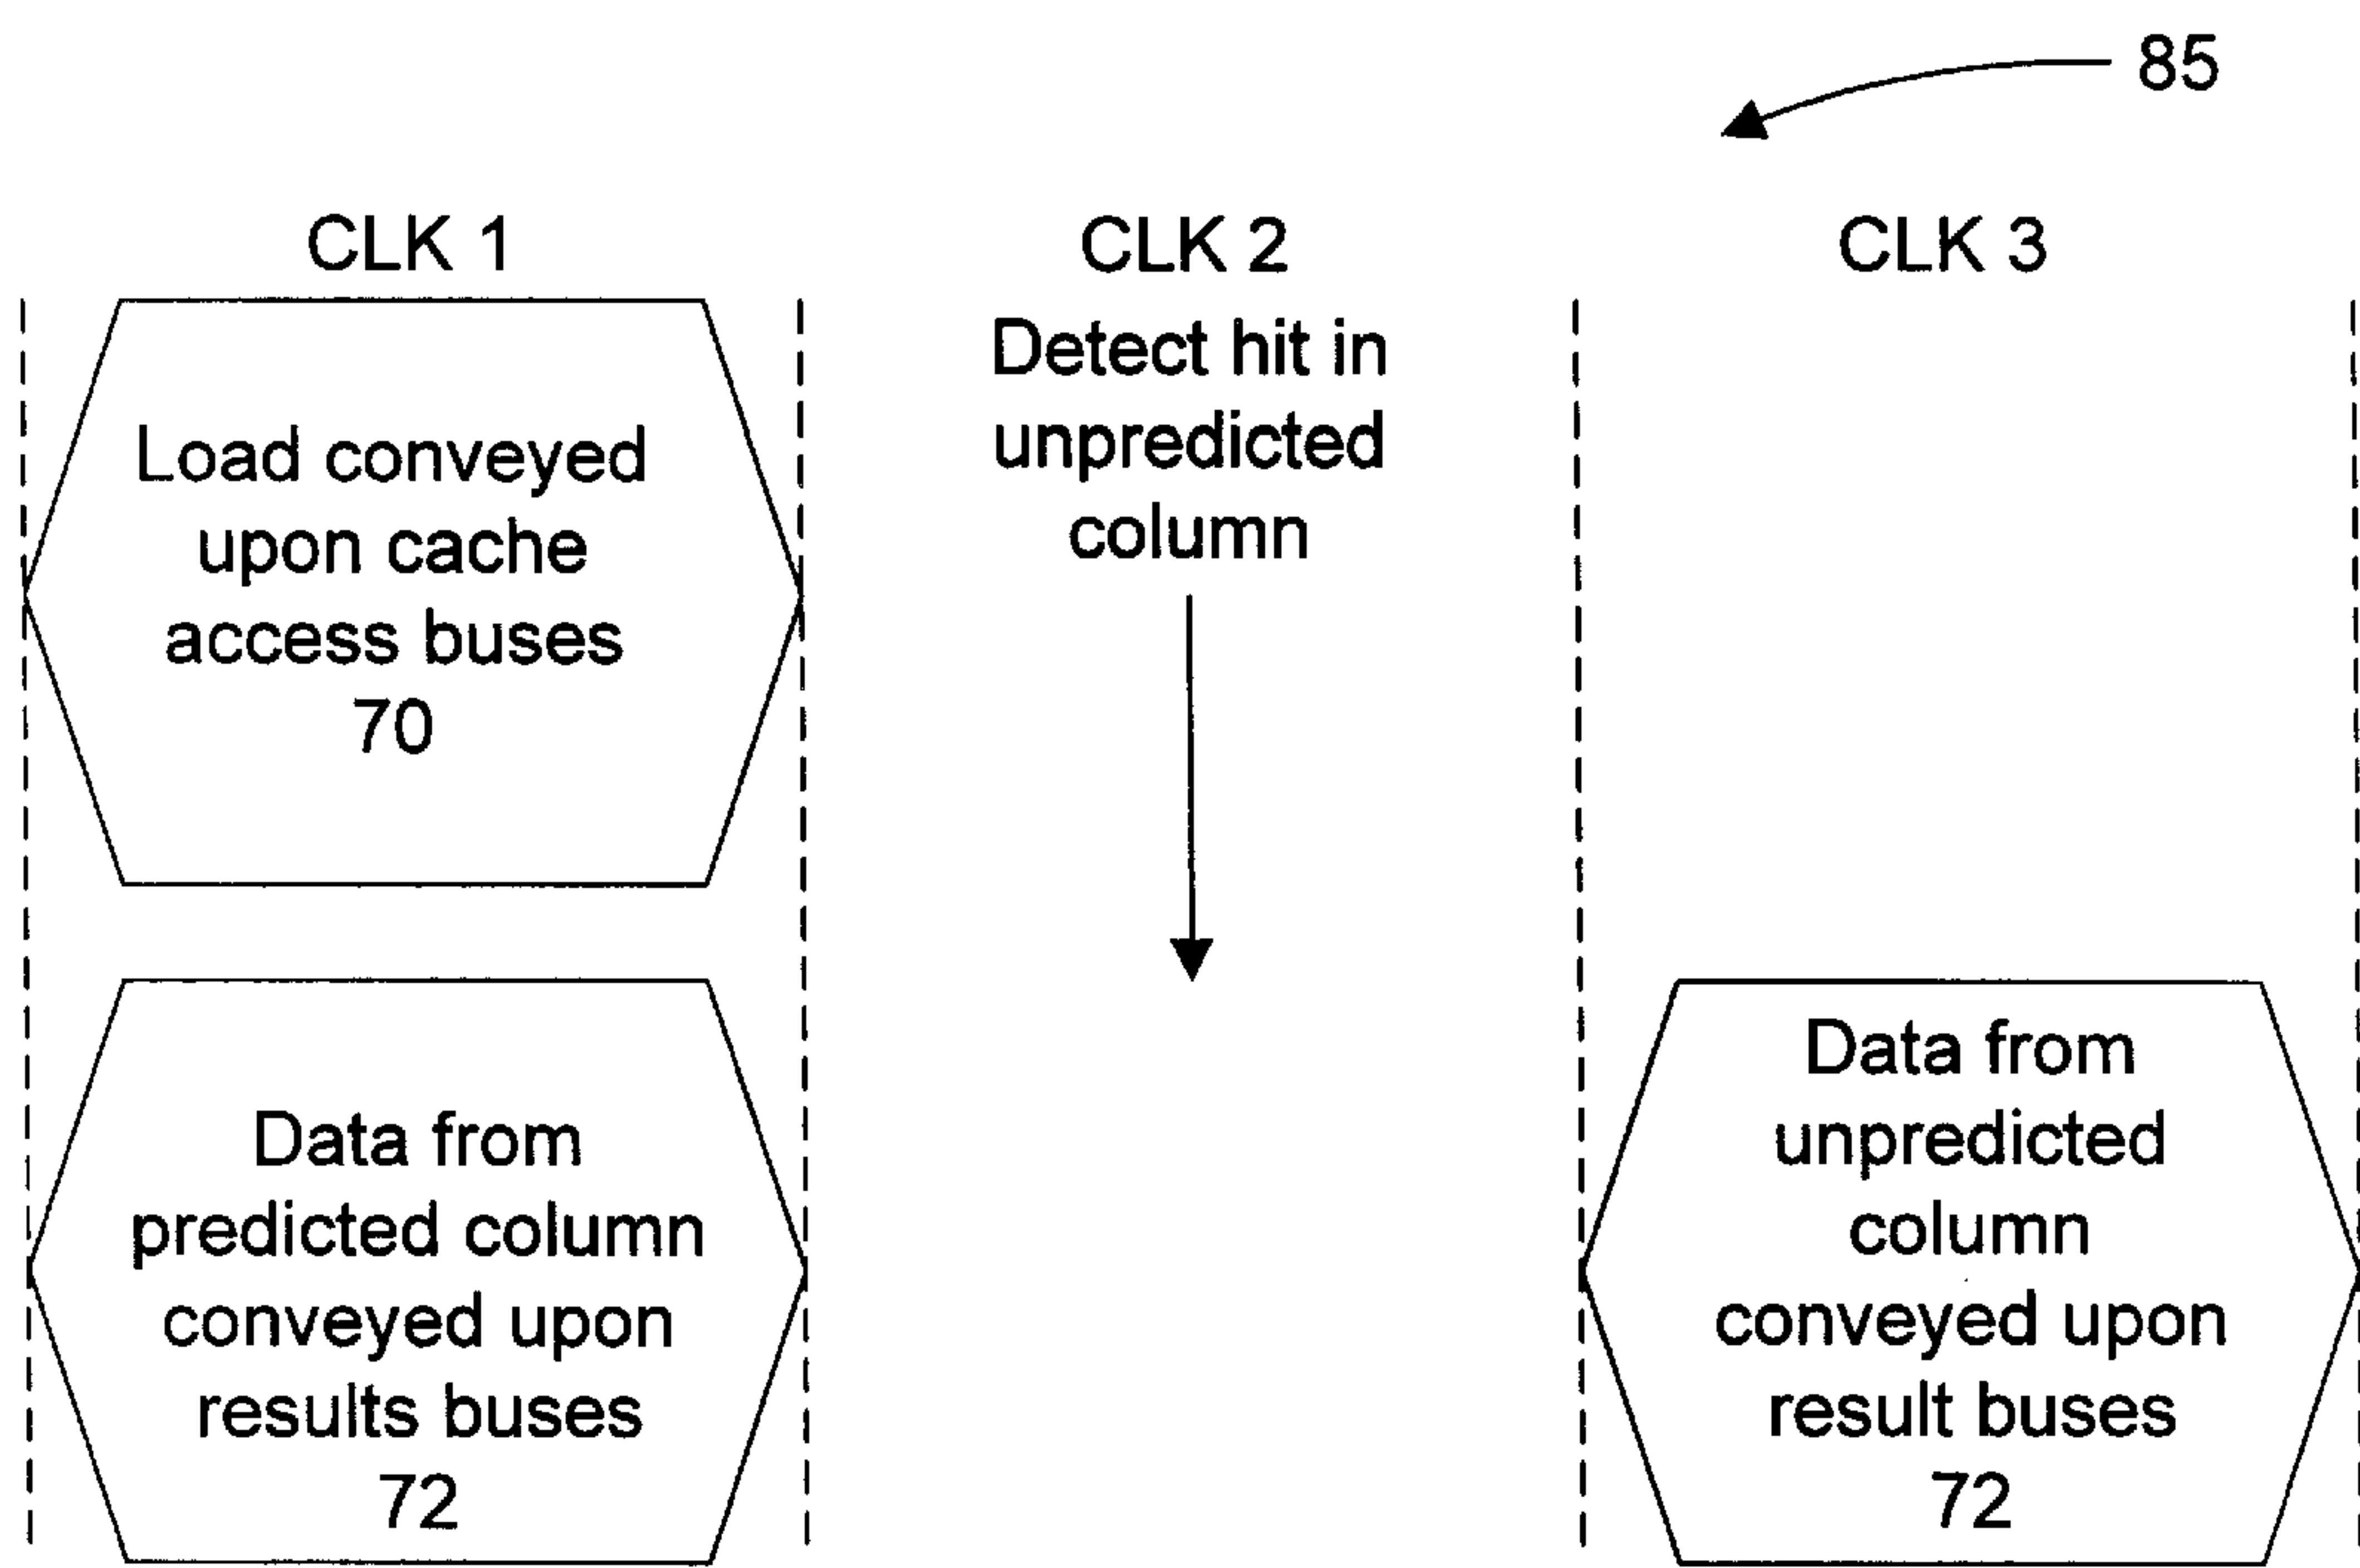 85
CLK 1
Load conveyed
upon cache
access buses
70
Data from
predicted column
conveyed upon
results buses
72
CLK 2
Detect hit in
unpredicted
column
CLK 3
Data from
unpredicted
column
conveyed upon
result buses
72